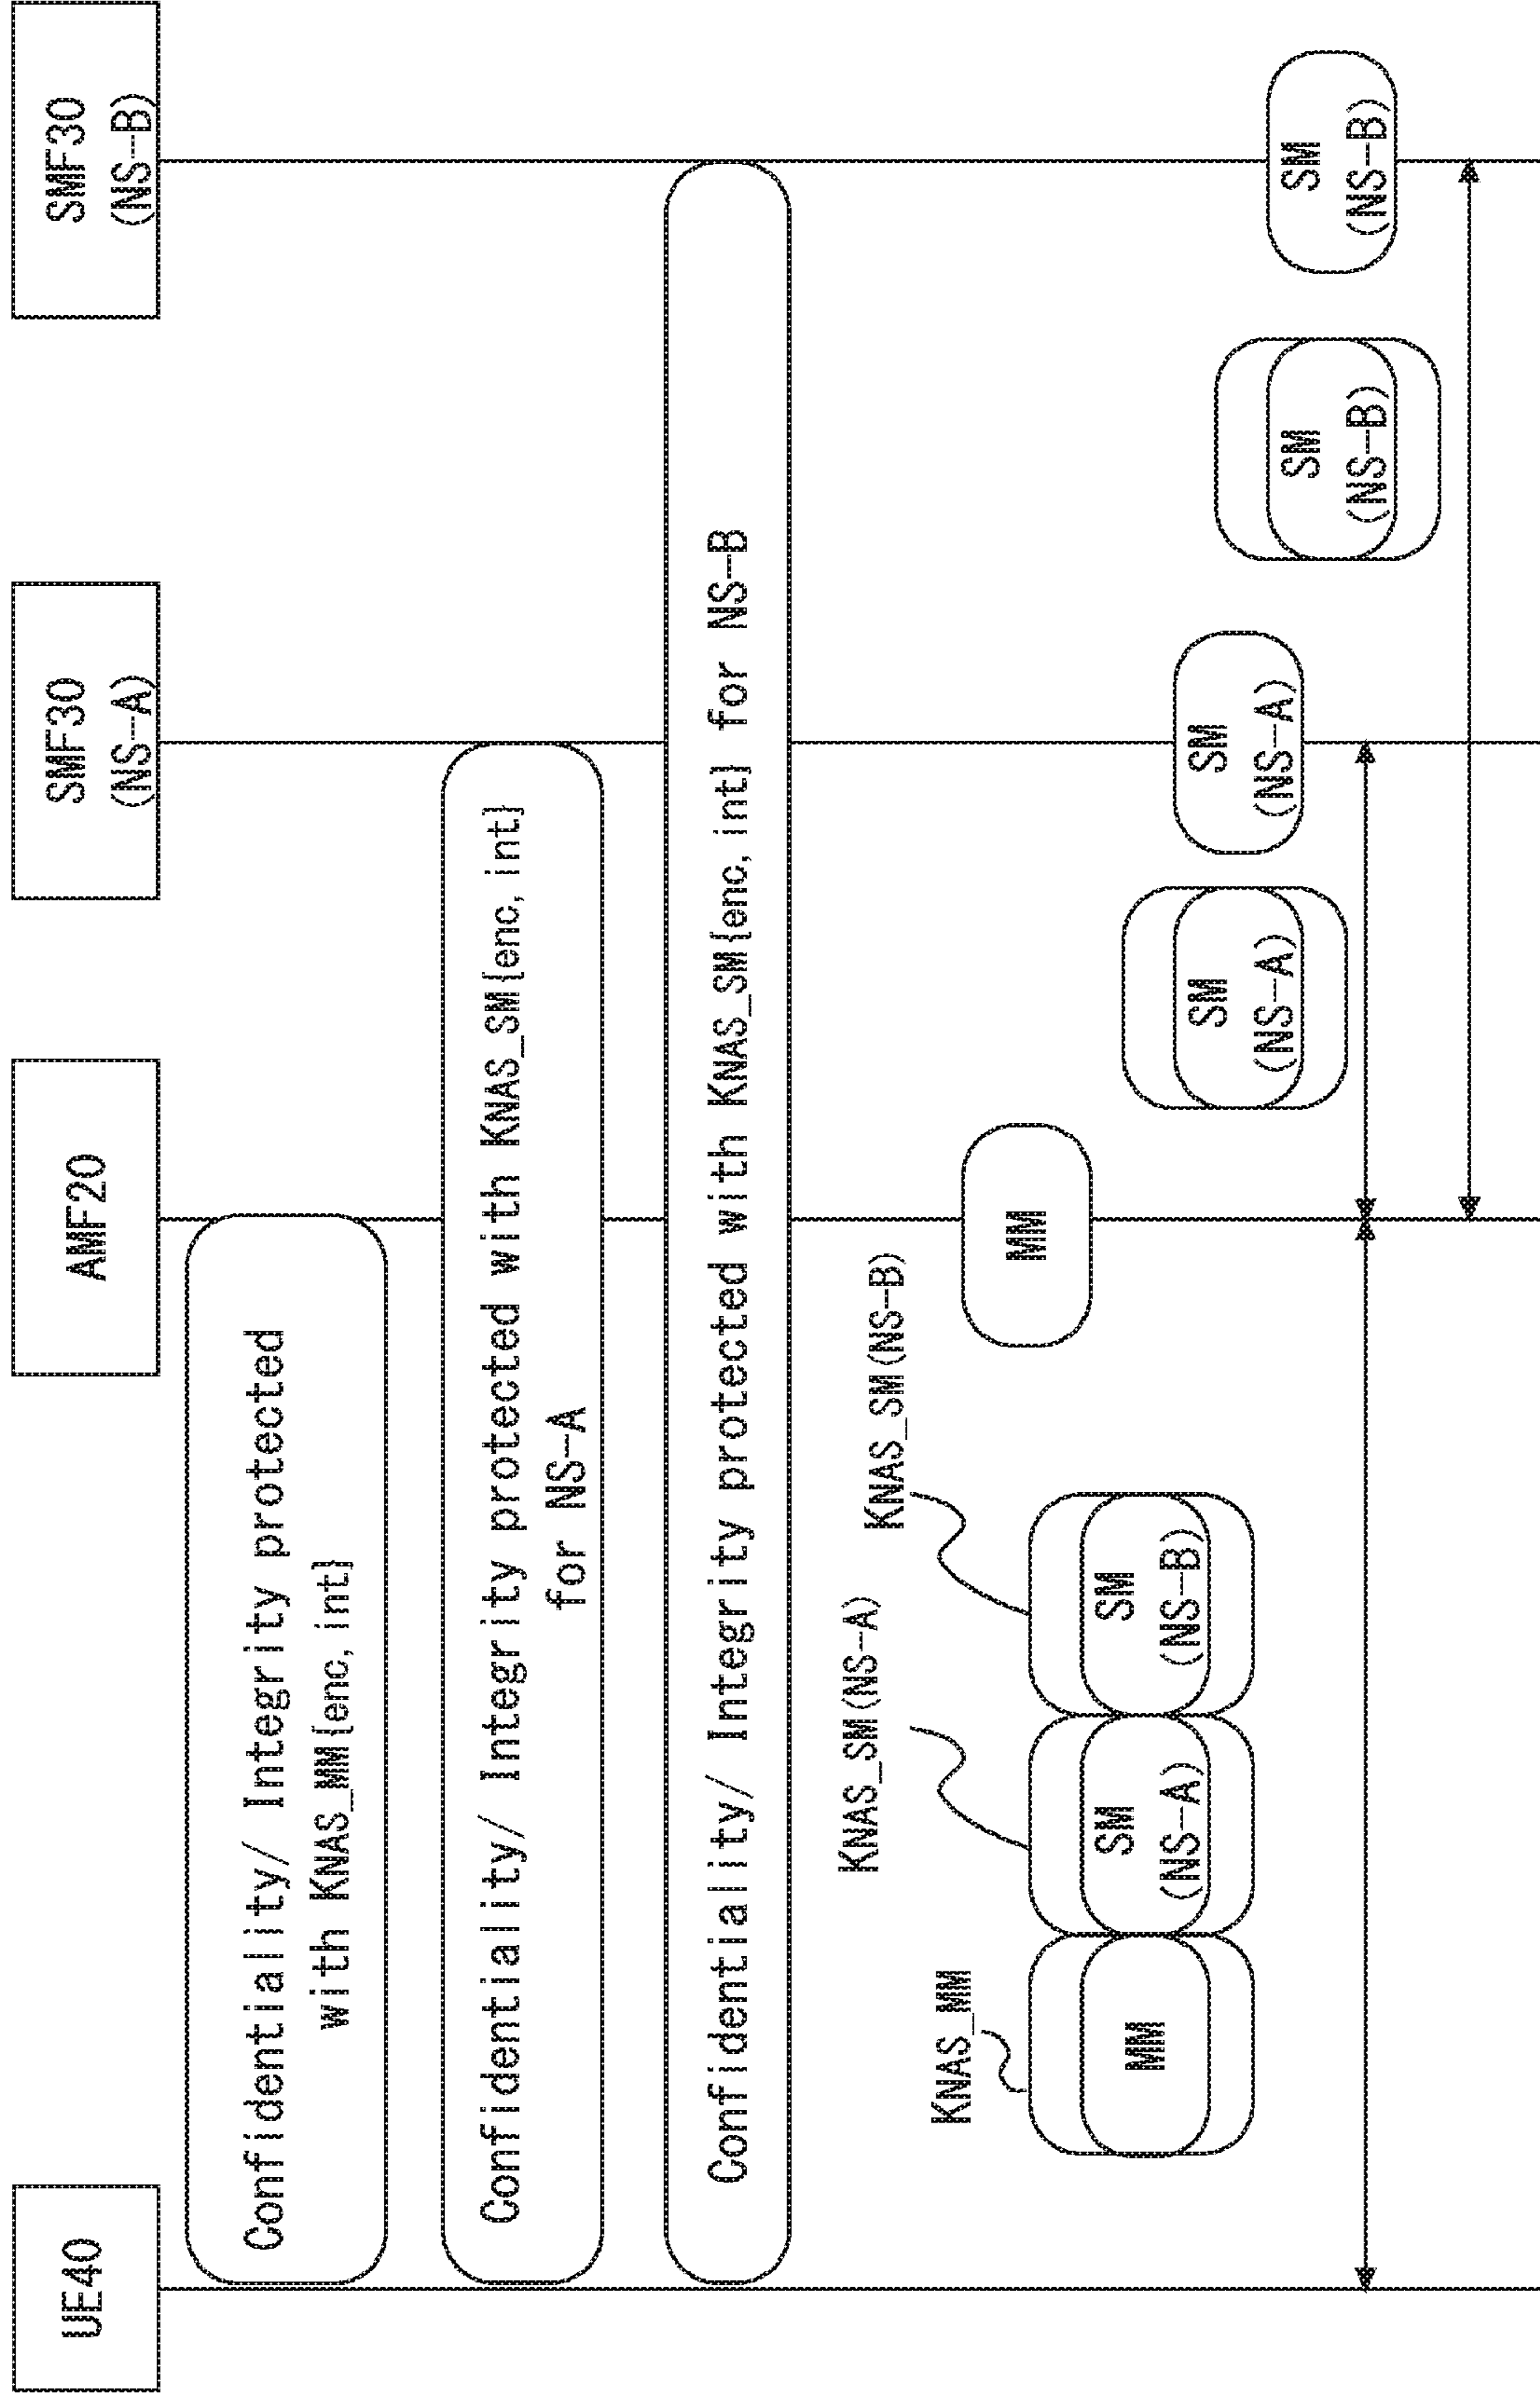 UE40
AMF20
SMF30
(NS-A)
SMF30
(NS-B)
Confidentiality/ Integrity protected
with KNAS_MM{enc, int}
Confidentiality/ Integrity protected with KNAS_SM{enc, int}
for NS-A
Confidentiality/ Integrity protected with KNAS_SM{enc, int} for NS-B
KNAS_MM
KNAS_SM(NS-A)
KNAS_SM(NS-B)
MM
SM
(NS-A)
SM
(NS-B)
MM
SM
(NS-A)
SM
(NS-A)
SM
(NS-B)
SM
(NS-B)